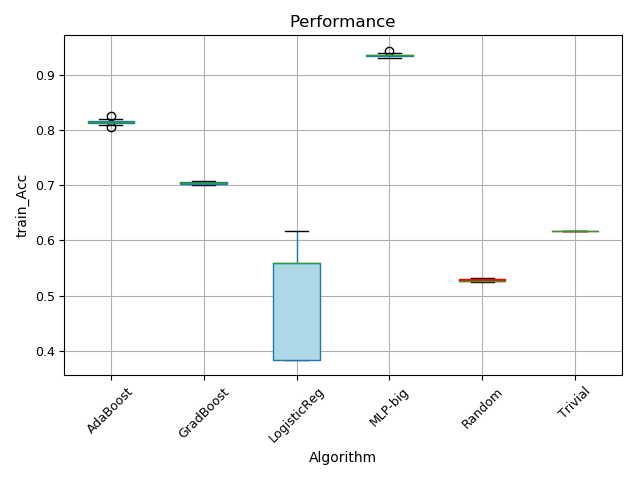 Performance
train_Acc
0.9
0.8
0.7
0.6
0.5
0.4
AdaBoost
GradBoost
LogisticReg
MLP-big
Random
Trivial
Algorithm